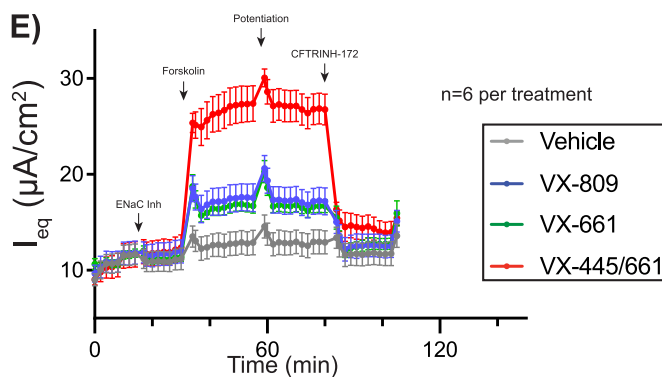 E)
Potentiation
Forskolin
CFTRINH-172
ENaC Inh
n=6 per treatment
Vehicle
VX-809
VX-661
VX-445/661
Ieq (µA/cm²)
30
20
10
0
60
120
Time (min)